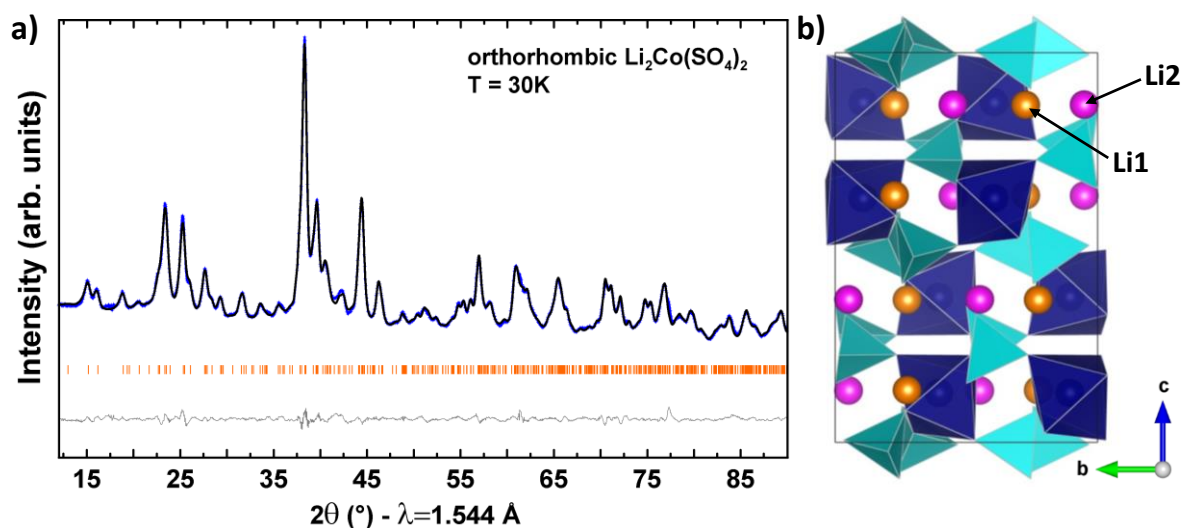 a)
orthorhombic Li₂Co(SO₄)₂
T = 30K
Intensity (arb. units)
15 25 35 45 55 65 75 85
2θ (°) - λ=1.544 Å
b)
Li2
Li1
c
b